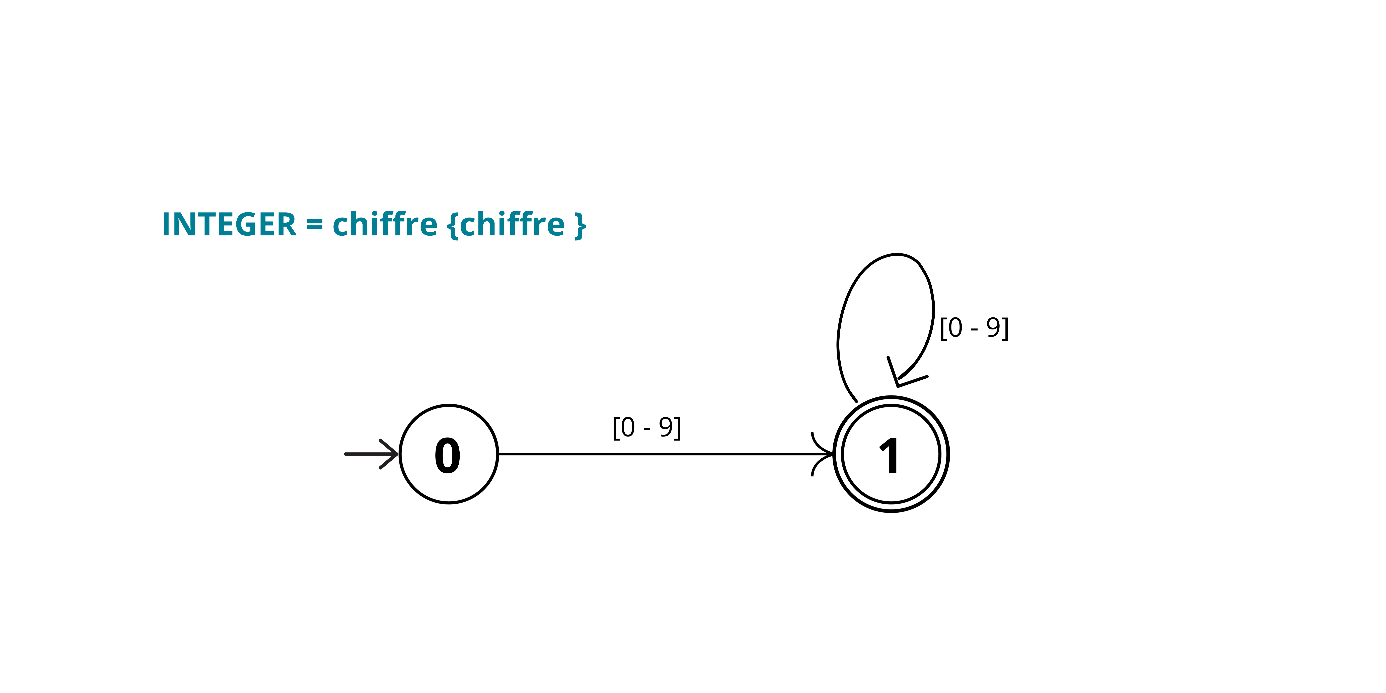 INTEGER = chiffre {chiffre }
[0 - 9]
[0 - 9]
0
1